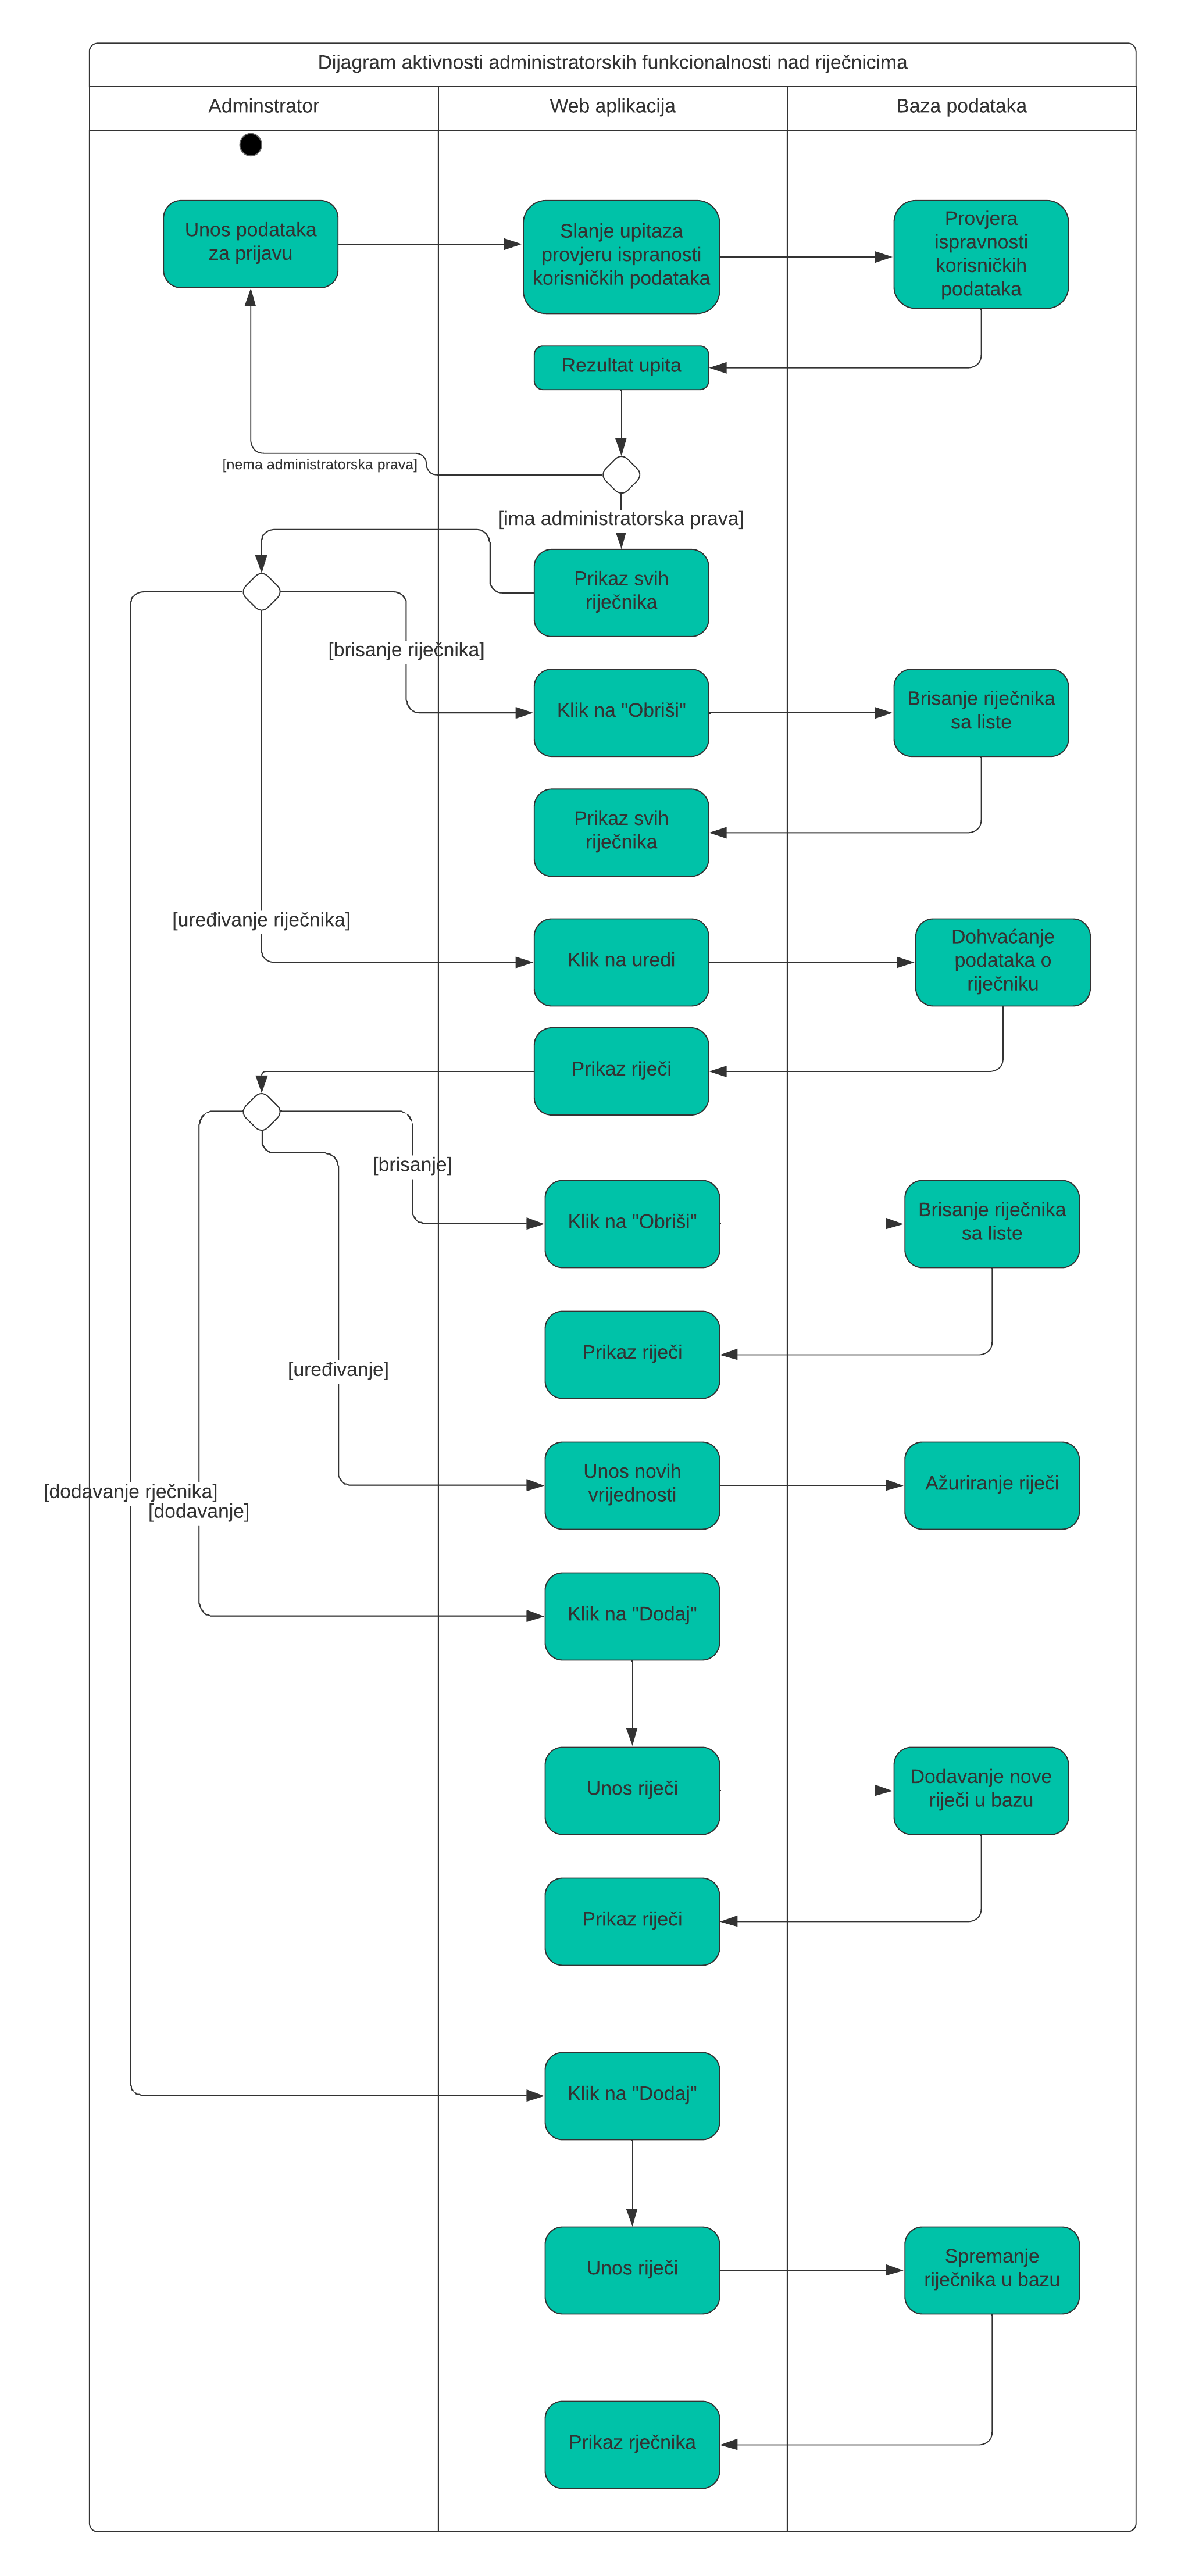 Dijagram aktivnosti administratorskih funkcionalnosti nad riječnicima
Adminstrator
Web aplikacija
Baza podataka
Unos podataka
za prijavu
Slanje upitaza
provjeru ispranosti
korisničkih podataka
Provjera
ispravnosti
korisničkih
podataka
Rezultat upita
[nema administratorska prava]
[ima administratorska prava]
Prikaz svih
riječnika
[brisanje riječnika]
Klik na "Obriši"
Brisanje riječnika
sa liste
Prikaz svih
riječnika
[uređivanje riječnika]
Klik na uredi
Dohvaćanje
podataka o
riječniku
Prikaz riječi
[brisanje]
Klik na "Obriši"
Brisanje riječnika
sa liste
Prikaz riječi
[uređivanje]
Unos novih
vrijednosti
Ažuriranje riječi
[dodavanje rječnika]
[dodavanje]
Klik na "Dodaj"
Unos riječi
Dodavanje nove
riječi u bazu
Prikaz riječi
Klik na "Dodaj"
Unos riječi
Spremanje
riječnika u bazu
Prikaz rječnika